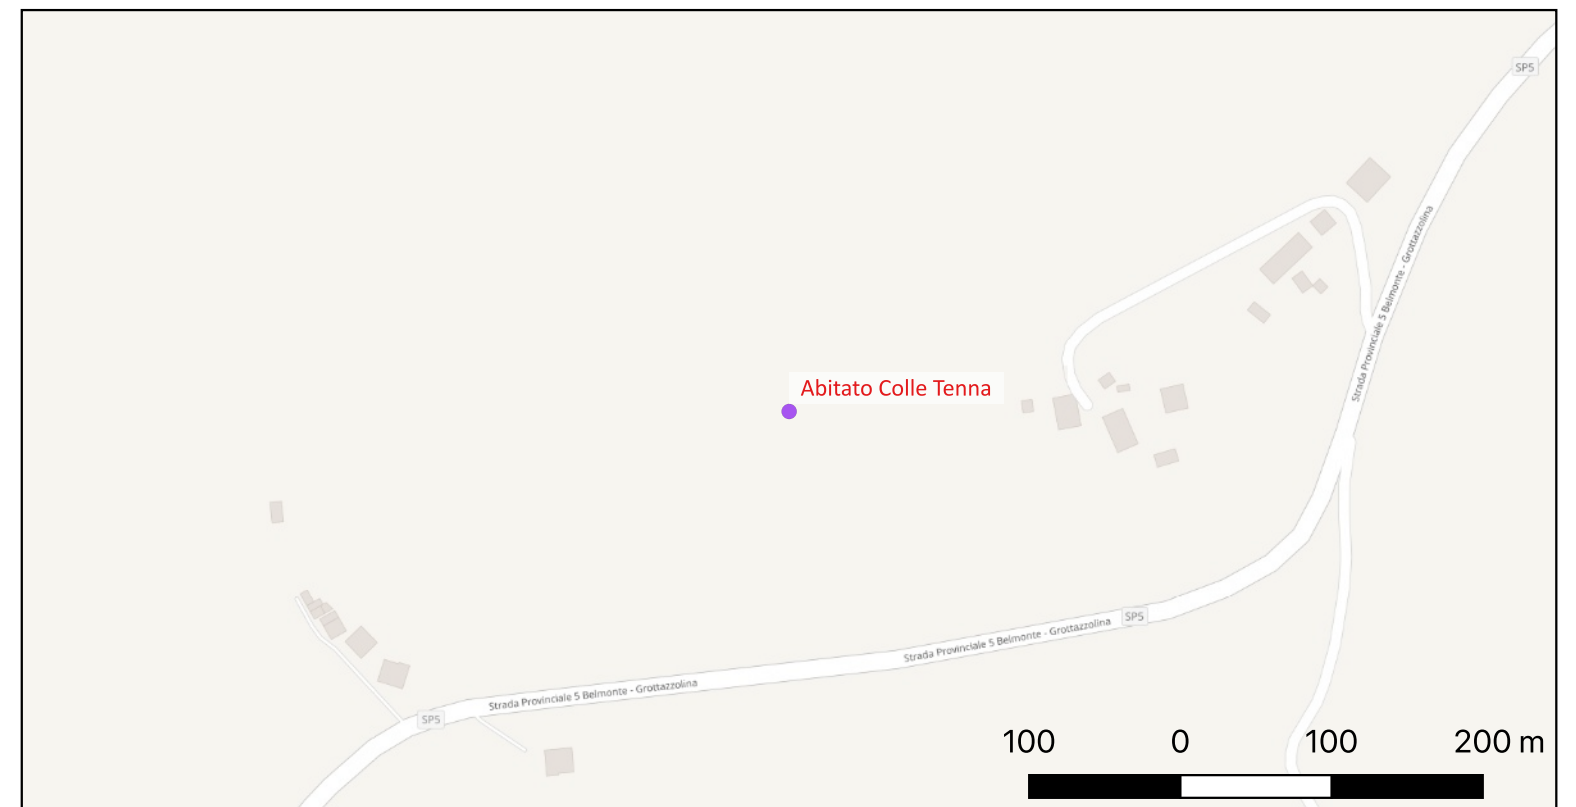 SP5
Strada Provinciale 5 Belmonte - Grottazzolina
Abitato Colle Tenna
SP5
Strada Provinciale 5 Belmonte - Grottazzolina
Strada Provinciale 5 Belmonte - Grottazzolina
SP5
100 0 100 200 m